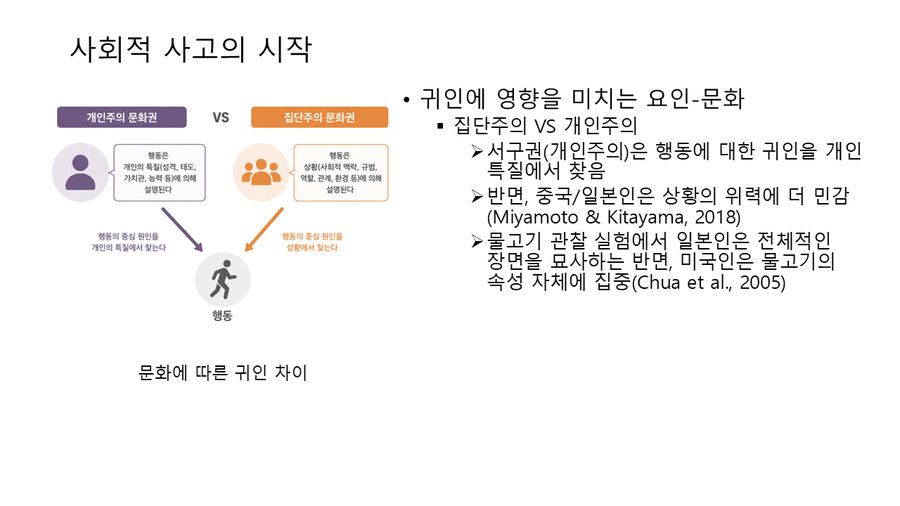 사회적 사고의 시작
개인주의 문화권
VS
집단주의 문화권
행동은
개인의 특질(성격, 태도,
가치관, 능력 등)에 의해
설명된다
행동은
상황(사회적 맥락, 규범,
역할, 관계, 환경 등)에 의해
설명된다
행동의 중심 원인을
개인의 특질에서 찾는다
행동의 중심 원인을
상황에서 찾는다
행동
문화에 따른 귀인 차이
• 귀인에 영향을 미치는 요인-문화
▪ 집단주의 VS 개인주의
➢서구권(개인주의)은 행동에 대한 귀인을 개인
특질에서 찾음
➢반면, 중국/일본인은 상황의 위력에 더 민감
(Miyamoto & Kitayama, 2018)
➢물고기 관찰 실험에서 일본인은 전체적인
장면을 묘사하는 반면, 미국인은 물고기의
속성 자체에 집중(Chua et al., 2005)